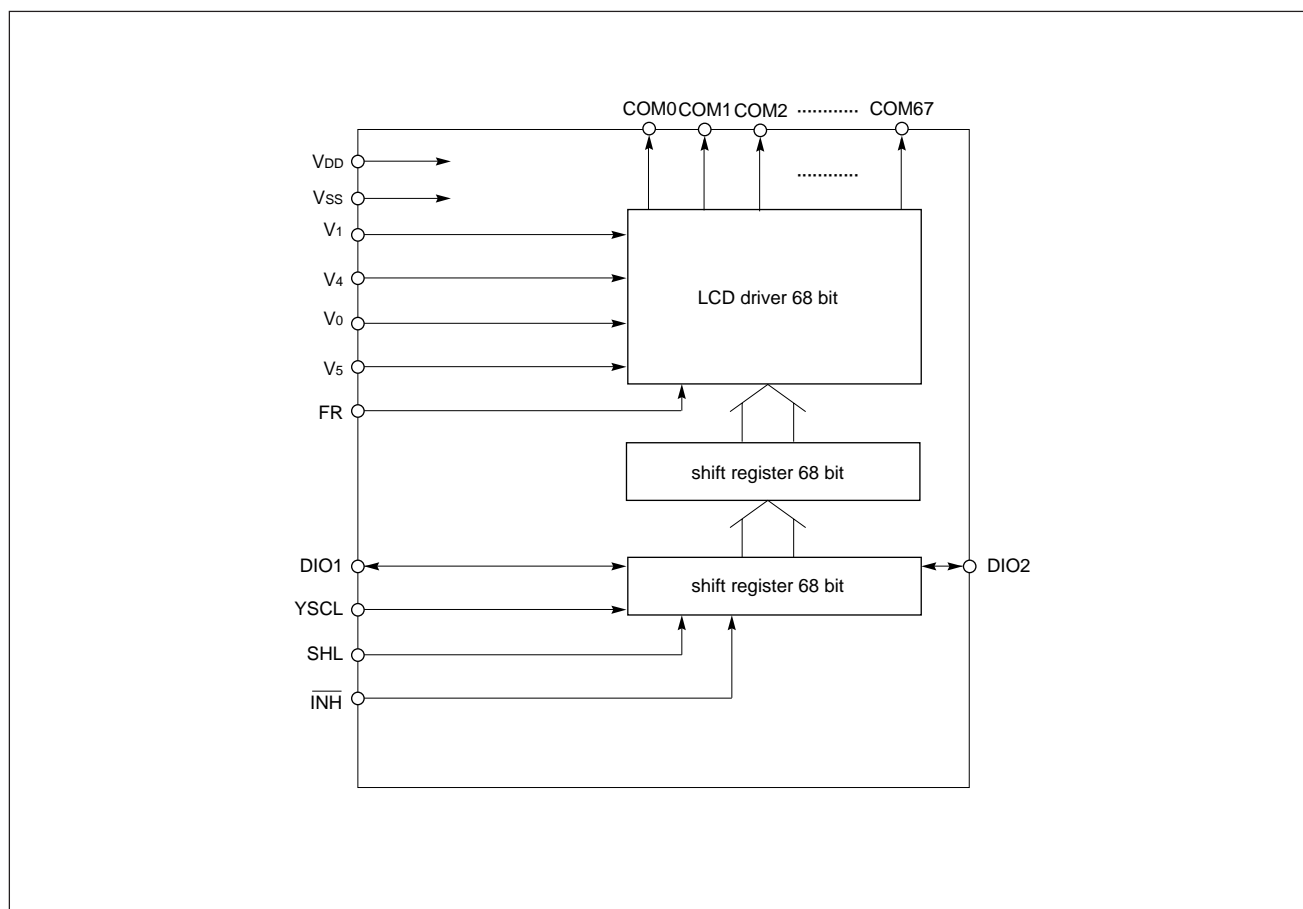 COM0 COM1 COM2 ............ COM67
VDD
VSS
............
V1
V4
LCD driver 68 bit
V0
V5
FR
shift register 68 bit
DIO1
shift register 68 bit
DIO2
YSCL
SHL
INH